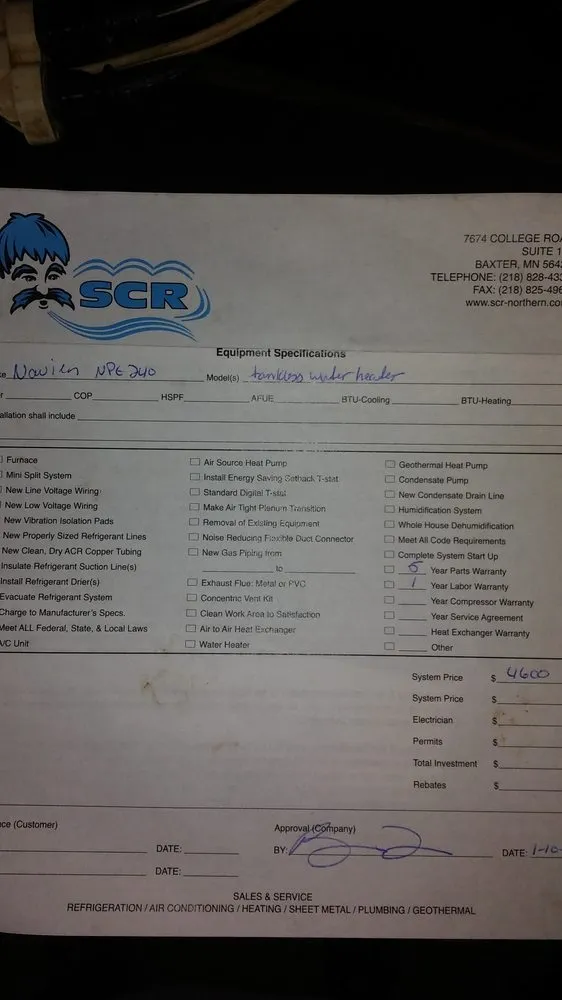 SCR
7674 COLLEGE ROA
SUITE 1
BAXTER, MN 564
TELEPHONE: (218) 828-43
FAX: (218) 825-496
www.scr-northern.co
Equipment Specifications
Navien NPE 240 Model(s) tankless water heater
COP HSPF AFUE BTU-Cooling BTU-Heating
allation shall include
Furnace
Mini Split System
New Line Voltage Wiring
New Low Voltage Wiring
New Vibration Isolation Pads
New Properly Sized Refrigerant Lines
New Clean, Dry ACR Copper Tubing
Insulate Refrigerant Suction Line(s)
Install Refrigerant Drier(s)
Evacuate Refrigerant System
Charge to Manufacturer's Specs.
Meet ALL Federal, State, & Local Laws
A/C Unit
Air Source Heat Pump
Install Energy Saving Setback T-stat
Standard Digital T-stat
Make Air Tight Plenum Transition
Removal of Existing Equipment
Noise Reducing Flexible Duct Connector
New Gas Piping from
to
Exhaust Flue: Metal or PVC
Concentric Vent Kit
Clean Work Area to Satisfaction
Air to Air Heat Exchanger
Water Heater
Geothermal Heat Pump
Condensate Pump
New Condensate Drain Line
Humidification System
Whole House Dehumidification
Meet All Code Requirements
Complete System Start Up
5 Year Parts Warranty
1 Year Labor Warranty
Year Compressor Warranty
Year Service Agreement
Heat Exchanger Warranty
Other
System Price $ 4600
System Price $
Electrician $
Permits $
Total Investment $
Rebates $
ce (Customer)
DATE:
DATE:
Approval (Company)
BY: DATE: 1-10-
SALES & SERVICE
REFRIGERATION / AIR CONDITIONING / HEATING / SHEET METAL / PLUMBING / GEOTHERMAL